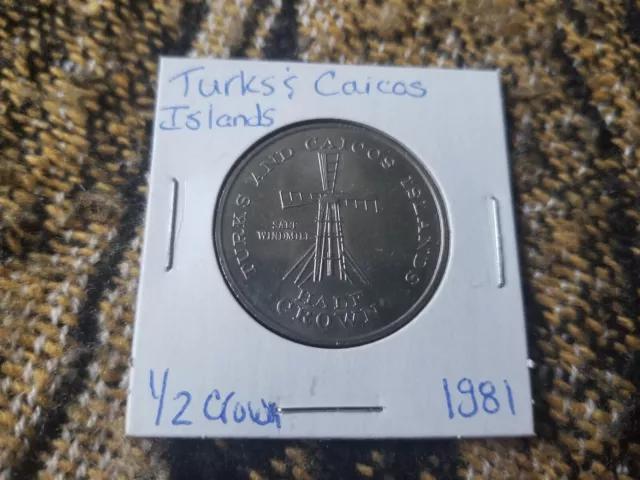 Turks & Caicos
Islands
TURKS AND CAICOS ISLANDS
SALT
WINDMILL
HALF
CROWN
1/2 Crown
1981